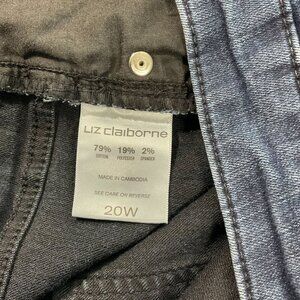 LIZ claiborne
79% 19% 2%
COTTON POLYESTER SPANDEX
MADE IN CAMBODIA
SEE CARE ON REVERSE
20W